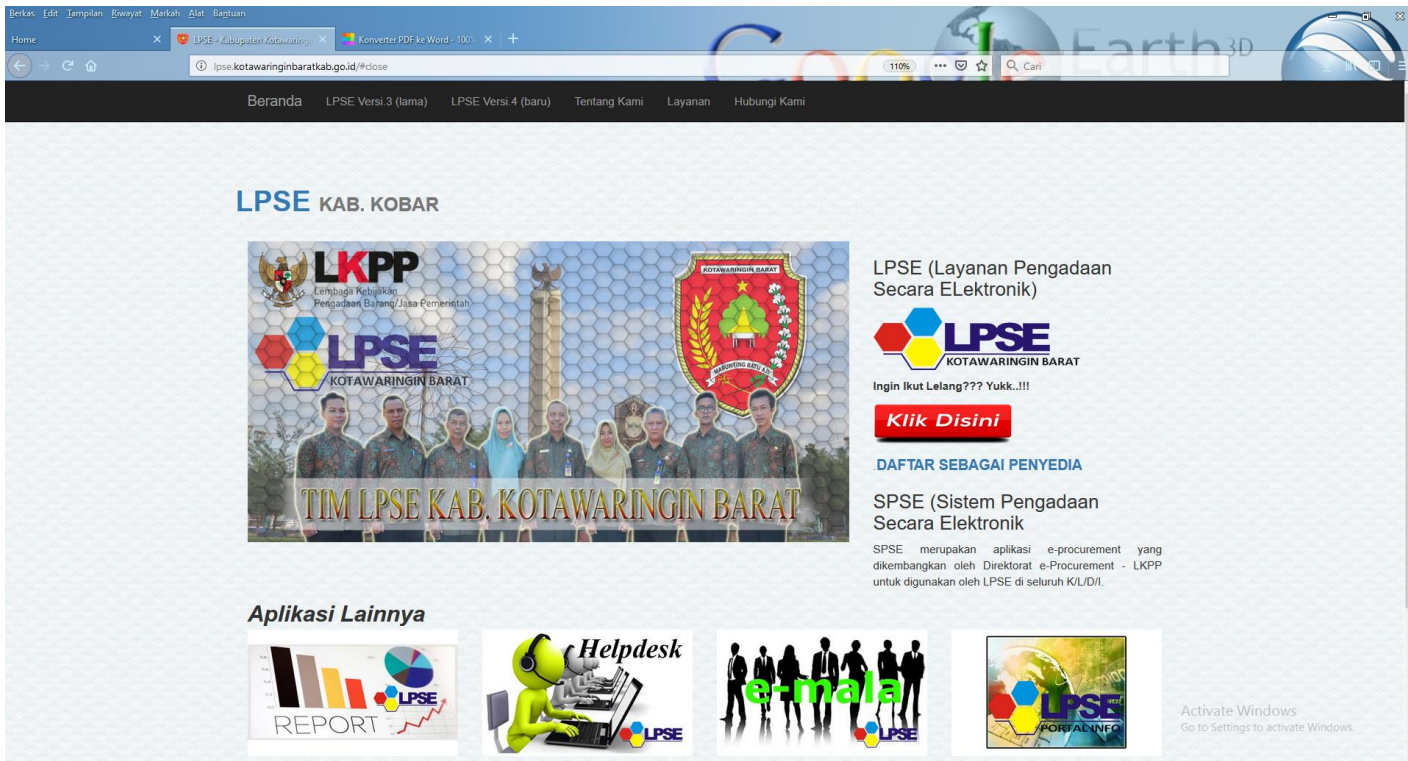 Berkas Edit Tampilan Riwayat Markah Alat Bantuan
Home
LPSE - Kabupaten Kotawaring
Konverter PDF ke Word - 100%
Google Earth 3D
lpse.kotawaringinbaratkab.go.id/#close
110%
Cari
Beranda LPSE Versi.3 (lama) LPSE Versi.4 (baru) Tentang Kami Layanan Hubungi Kami
LPSE KAB. KOBAR
LKPP
Lembaga Kebijakan
Pengadaan Barang/Jasa Pemerintah
LPSE
KOTAWARINGIN BARAT
KOTAWARINGIN BARAT
MARUNTING BATU AJI
TIM LPSE KAB. KOTAWARINGIN BARAT
LPSE (Layanan Pengadaan
Secara ELektronik)
LPSE
KOTAWARINGIN BARAT
Ingin Ikut Lelang??? Yukk..!!!
Klik Disini
.DAFTAR SEBAGAI PENYEDIA
SPSE (Sistem Pengadaan
Secara Elektronik
SPSE merupakan aplikasi e-procurement yang
dikembangkan oleh Direktorat e-Procurement - LKPP
untuk digunakan oleh LPSE di seluruh K/L/D/I.
Aplikasi Lainnya
REPORT
LPSE
Helpdesk
LPSE
e-mala
LPSE
LPSE
PORTAL INFO
Activate Windows
Go to Settings to activate Windows.